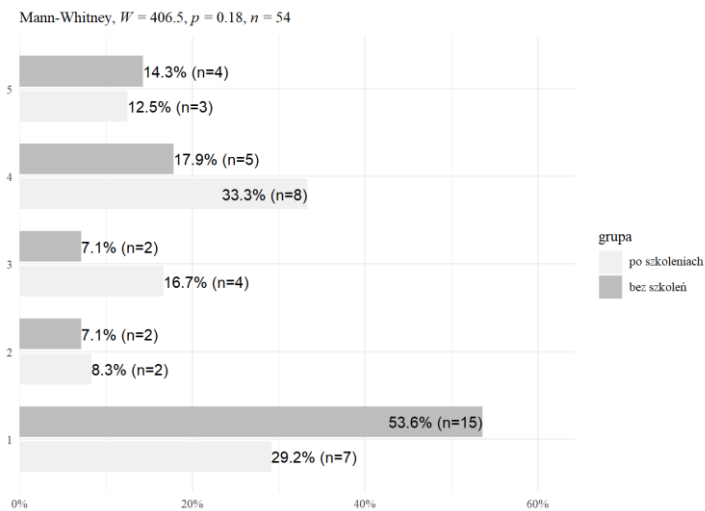 Mann-Whitney, W = 406.5, p = 0.18, n = 54
5
14.3% (n=4)
12.5% (n=3)
4
17.9% (n=5)
33.3% (n=8)
3
7.1% (n=2)
16.7% (n=4)
2
7.1% (n=2)
8.3% (n=2)
1
53.6% (n=15)
29.2% (n=7)
0%
20%
40%
60%
grupa
po szkoleniach
bez szkoleń